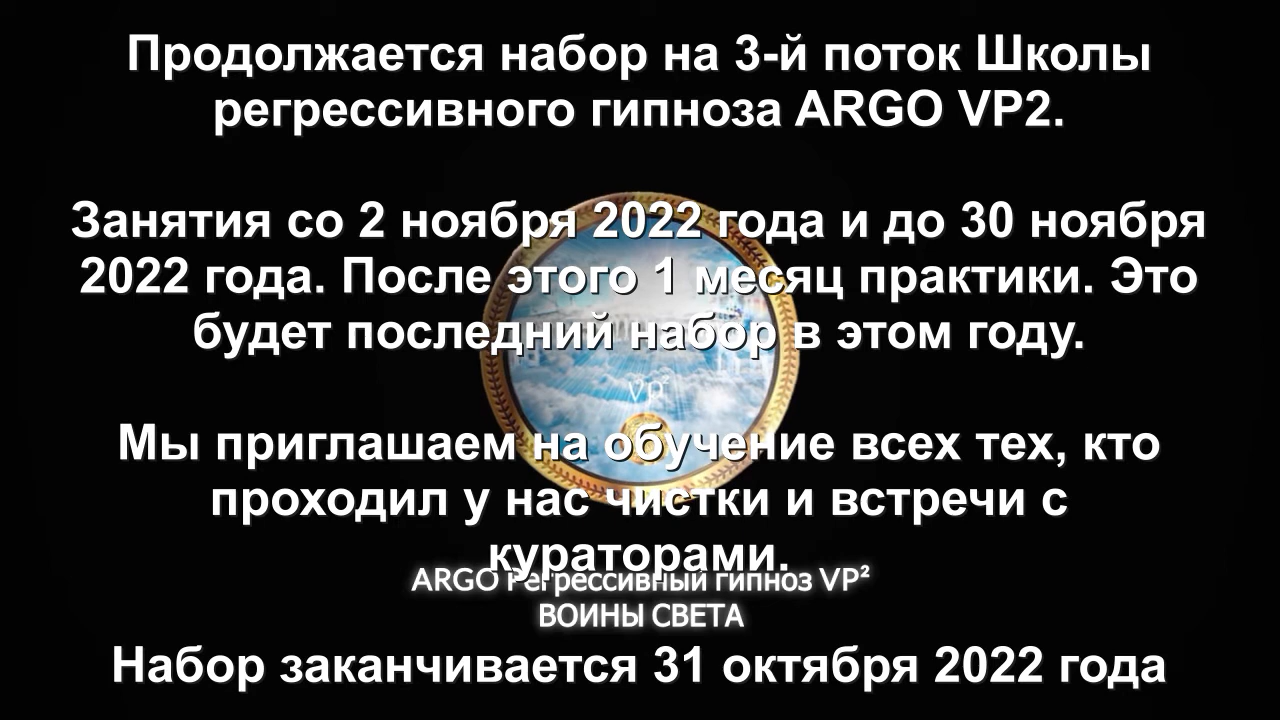 Продолжается набор на 3-й поток Школы
регрессивного гипноза ARGO VP2.
Занятия со 2 ноября 2022 года и до 30 ноября
2022 года. После этого 1 месяц практики. Это
будет последний набор в этом году.
VP²
Мы приглашаем на обучение всех тех, кто
проходил у нас чистки и встречи с
кураторами.
ARGO Регрессивный гипноз VP²
ВОИНЫ СВЕТА
Набор заканчивается 31 октября 2022 года